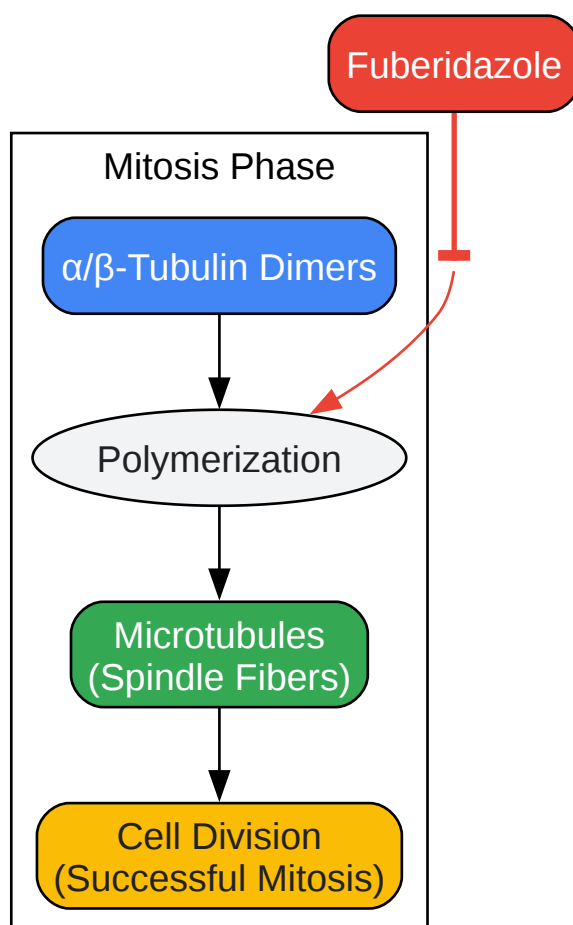 Fuberidazole
Mitosis Phase
α/β-Tubulin Dimers
Polymerization
Microtubules
(Spindle Fibers)
Cell Division
(Successful Mitosis)